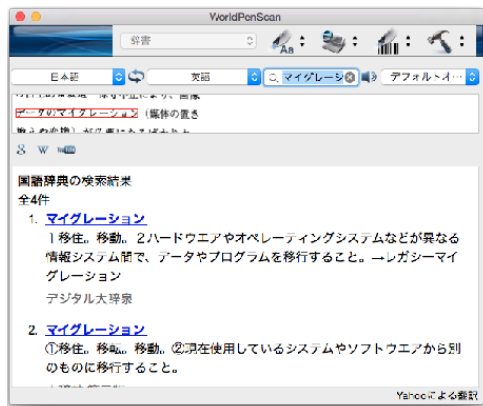 WorldPenScan
辞書
Aa
日本語
英語
マイグレーシ
デフォルトオ…
データのマイグレーション（媒体の置き
8 W
国語辞典の検索結果
全4件
1. マイグレーション
１移住。移動。２ハードウエアやオペレーティングシステムなどが異なる
情報システム間で、データやプログラムを移行すること。→レガシーマイ
グレーション
デジタル大辞泉
2. マイグレーション
①移住。移転。移動。②現在使用しているシステムやソフトウエアから別
のものに移行すること。
Yahooによる翻訳